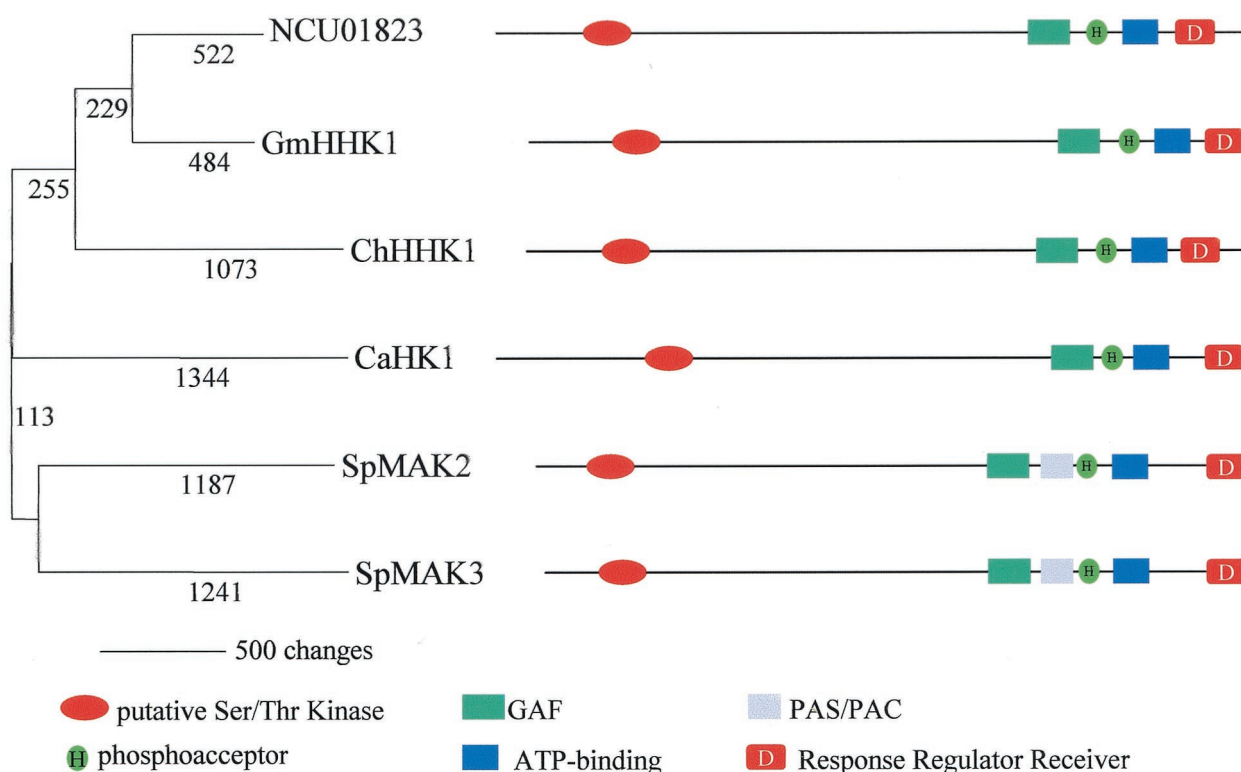 NCU01823
522
229
GmHHK1
484
255
ChHHK1
1073
CaHK1
1344
113
SpMAK2
1187
SpMAK3
1241
500 changes
H D
H D
H D
H D
H D
H D
putative Ser/Thr Kinase GAF PAS/PAC
H phosphoacceptor ATP-binding D Response Regulator Receiver